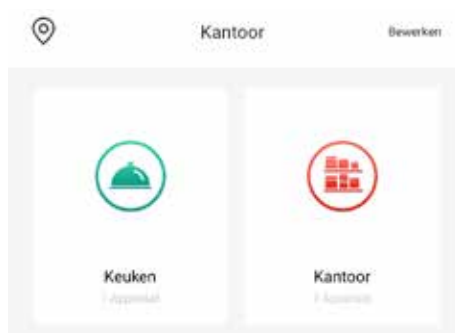 Kantoor
Bewerken
Keuken
Kantoor
1 Apparaat
1 Apparaat